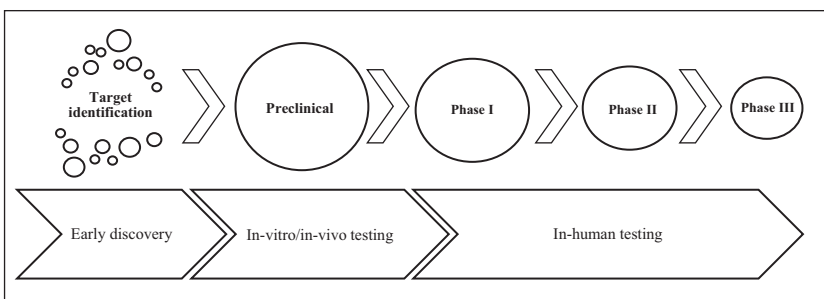 Target
identification
Preclinical
Phase I
Phase II
Phase III
Early discovery
In-vitro/in-vivo testing
In-human testing